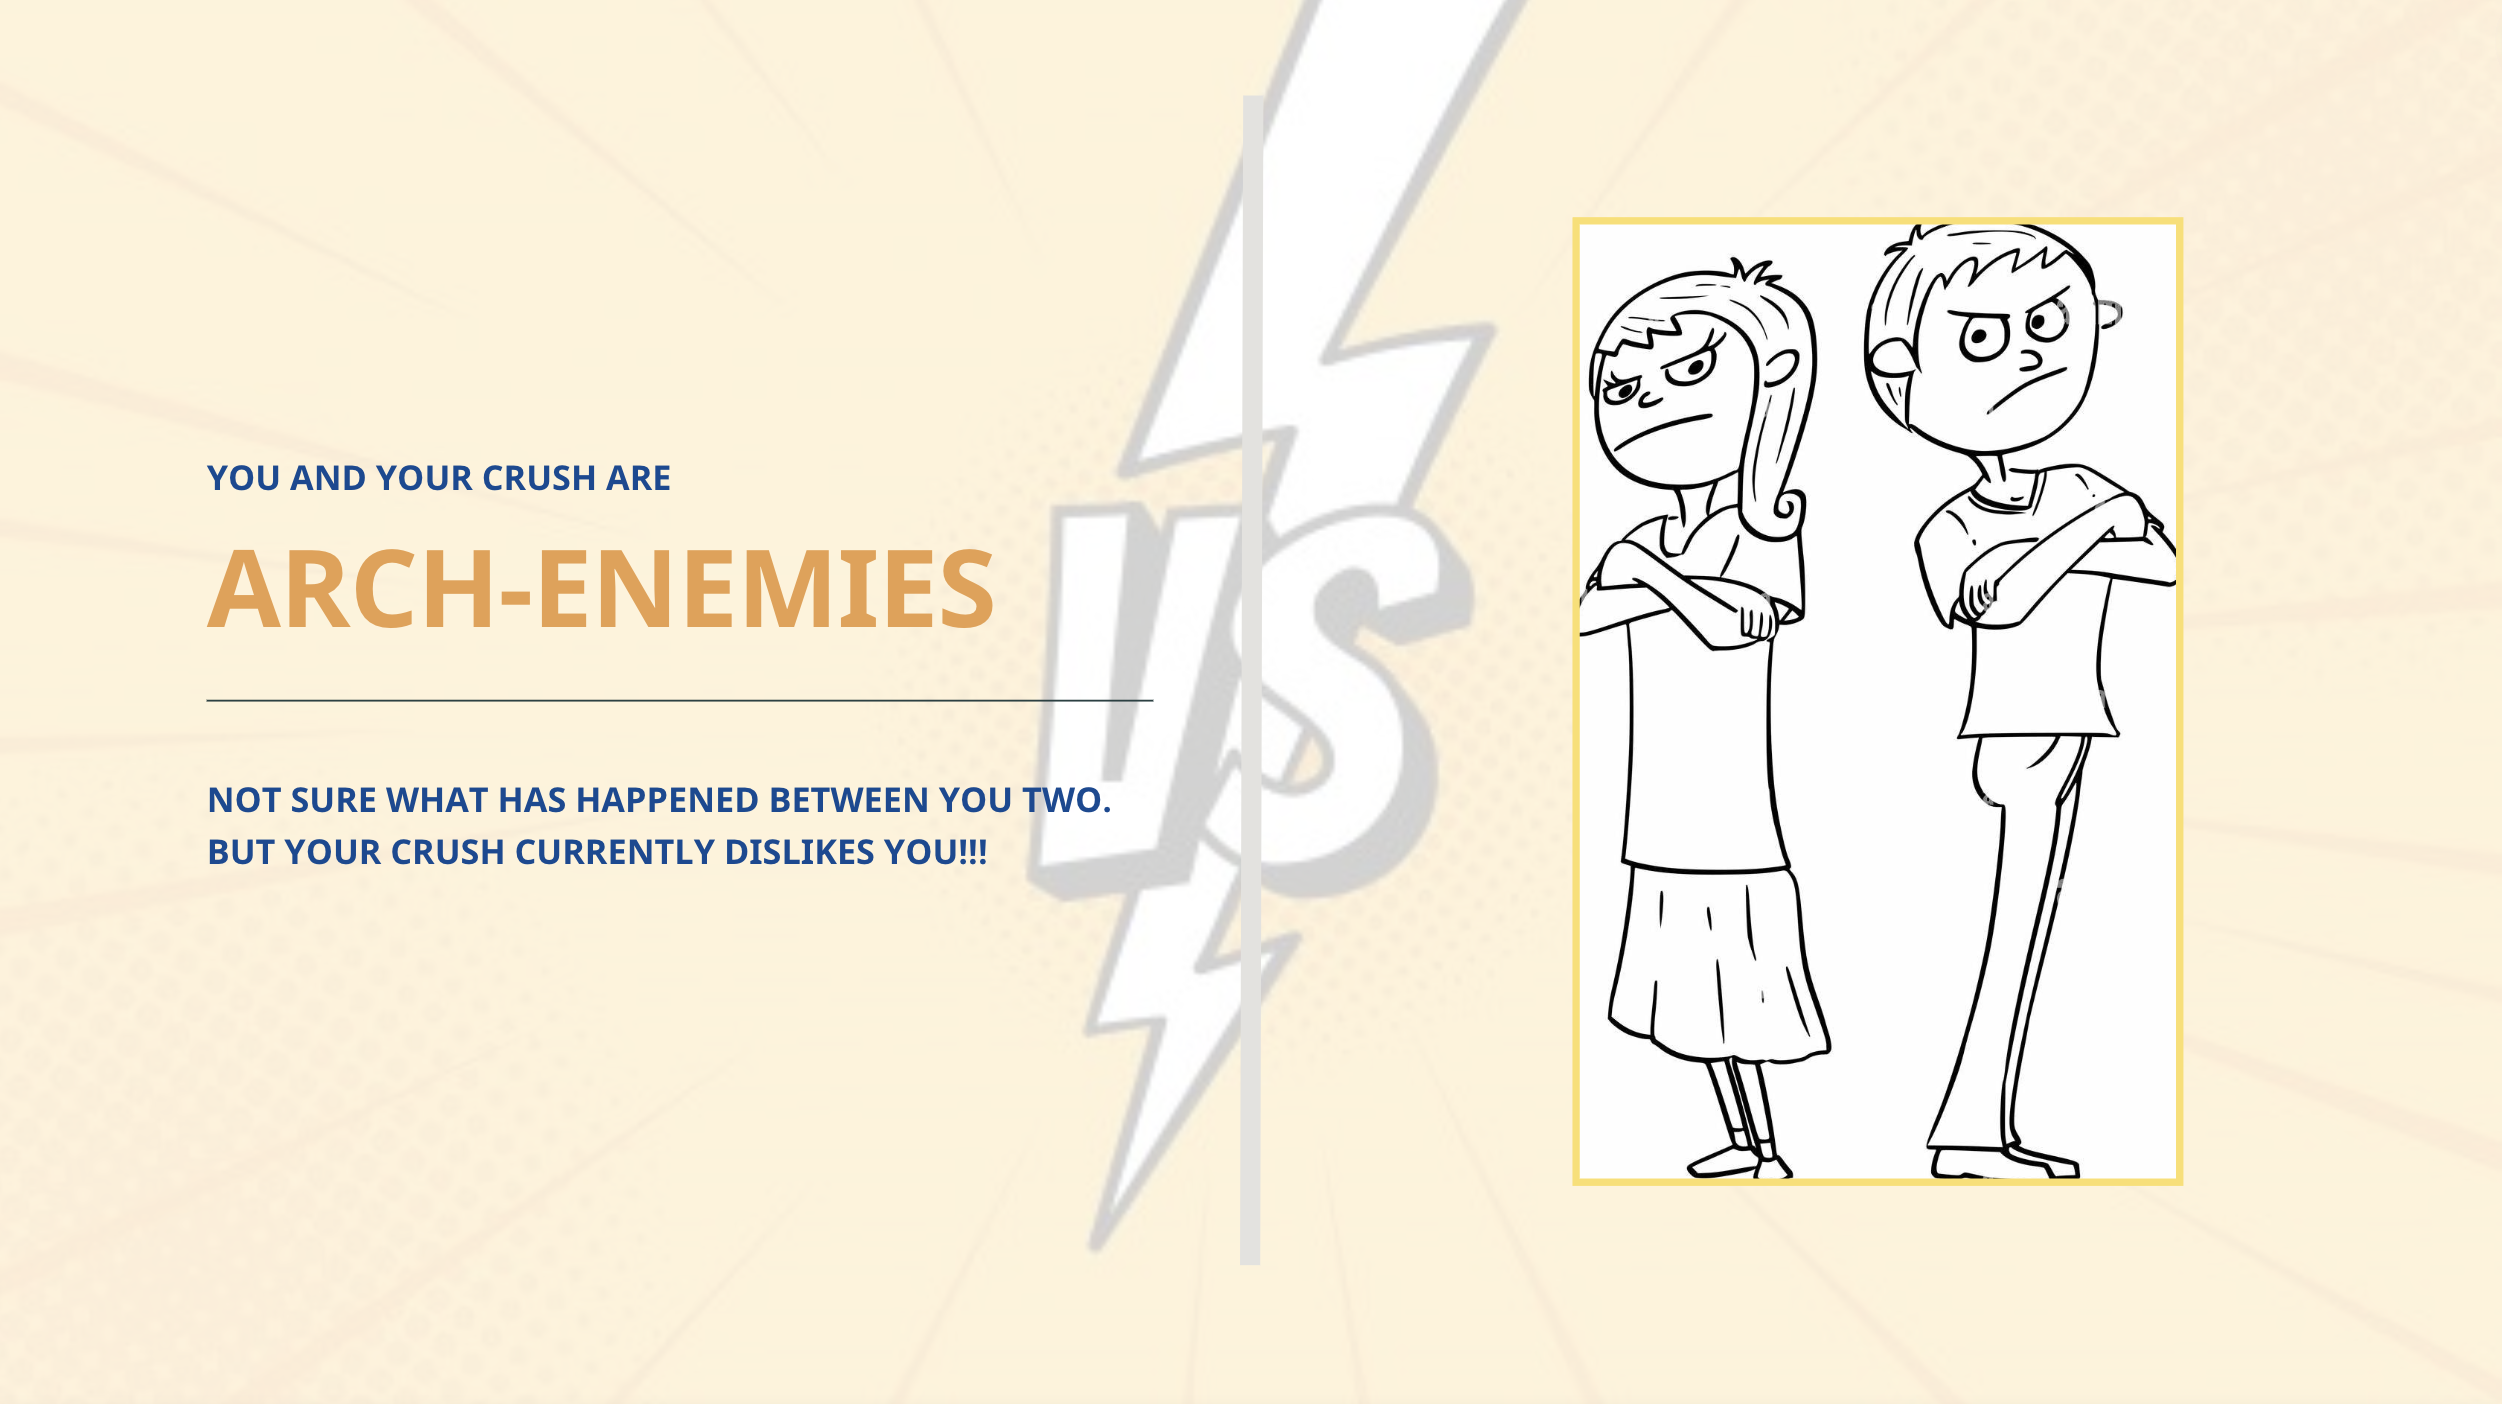 YOU AND YOUR CRUSH ARE
ARCH-ENEMIES
NOT SURE WHAT HAS HAPPENED BETWEEN YOU TWO.
BUT YOUR CRUSH CURRENTLY DISLIKES YOU!!!
VS